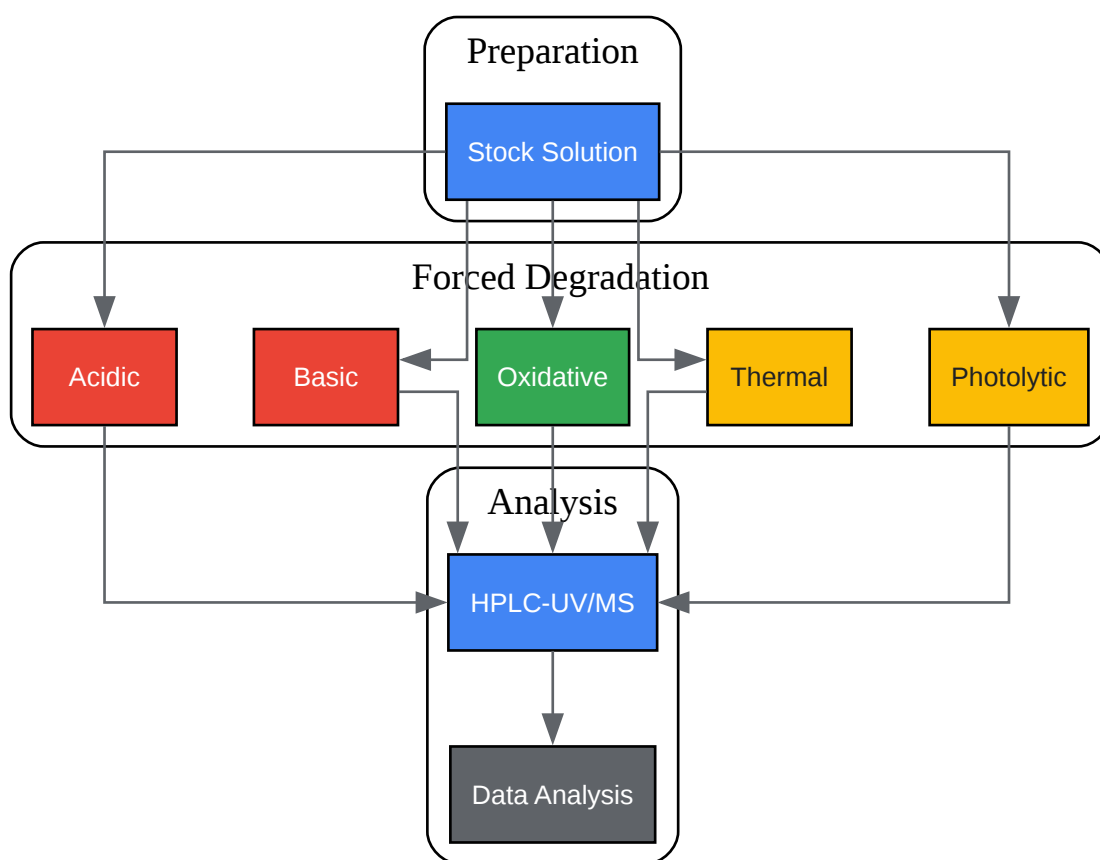 Preparation
Stock Solution
Forced Degradation
Acidic
Basic
Oxidative
Thermal
Photolytic
Analysis
HPLC-UV/MS
Data Analysis